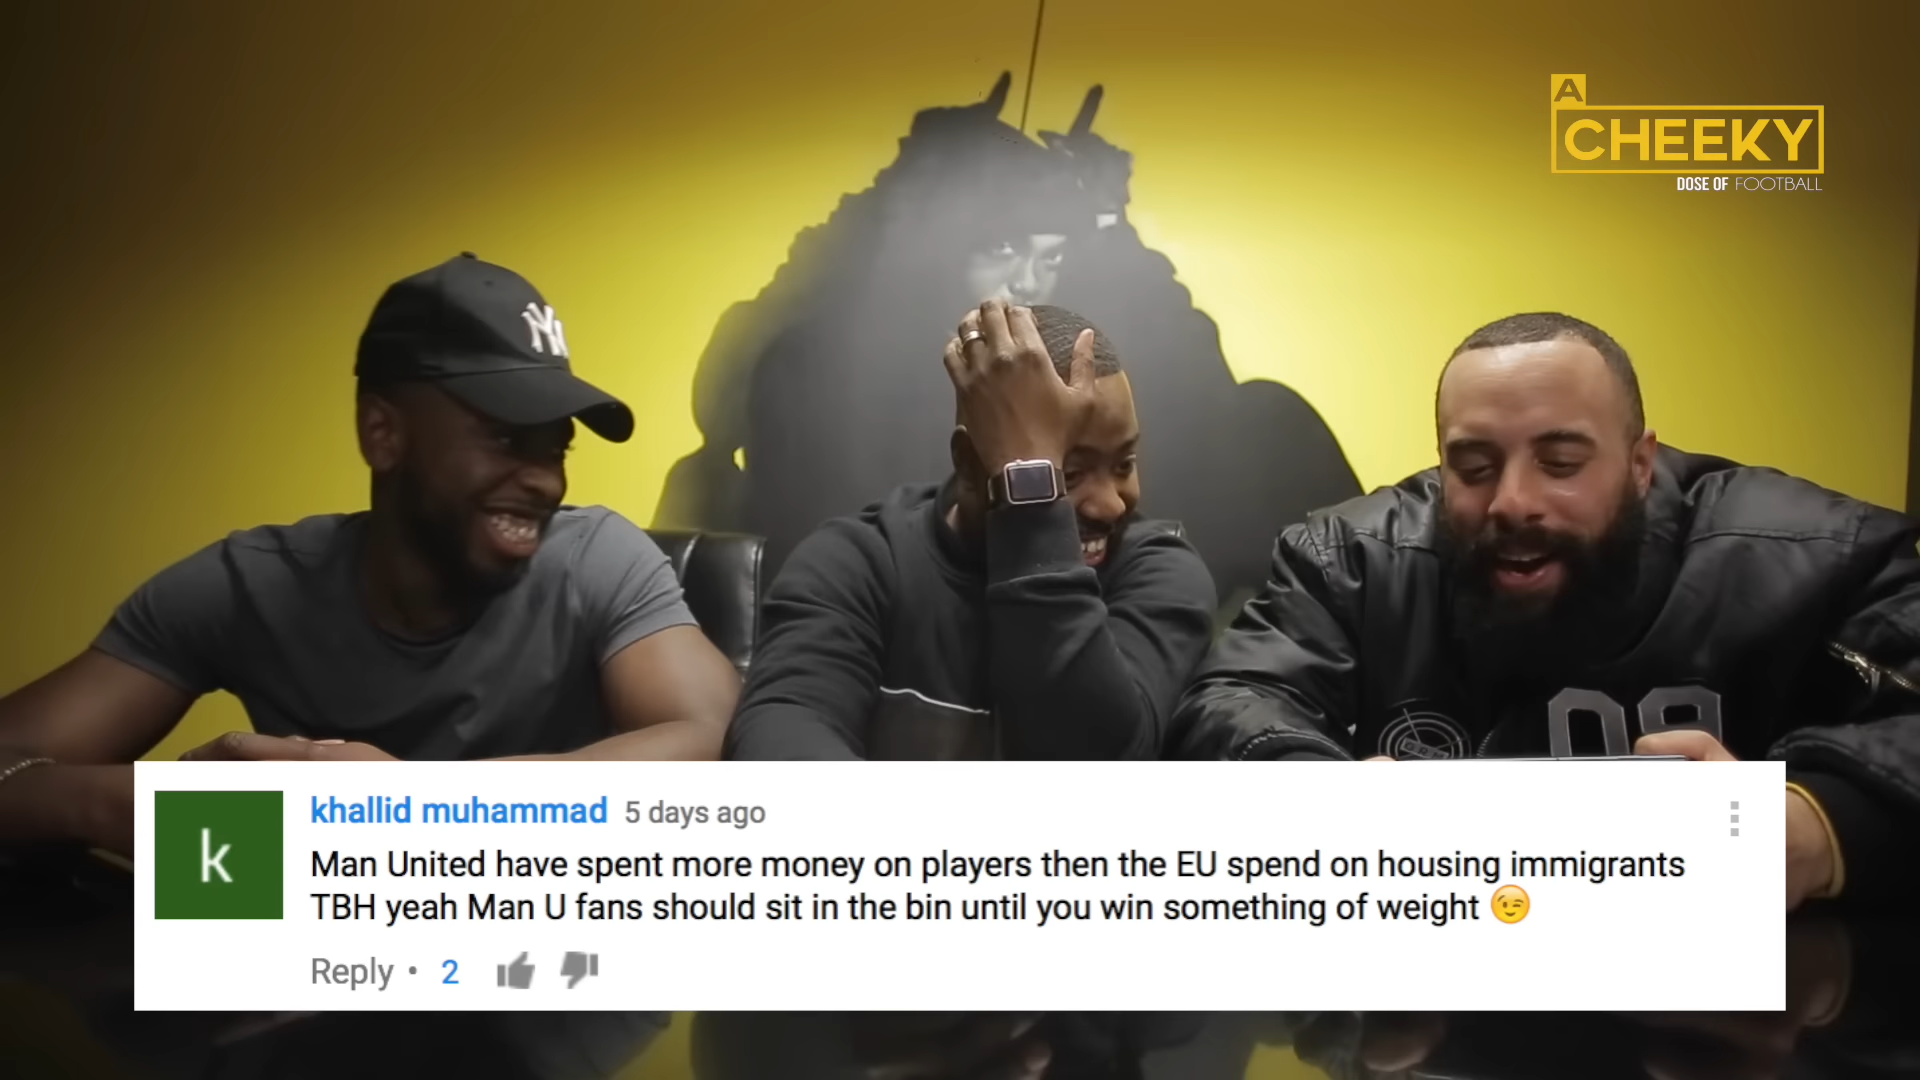 A
CHEEKY
DOSE OF FOOTBALL
NY
k
khallid muhammad 5 days ago
Man United have spent more money on players then the EU spend on housing immigrants
TBH yeah Man U fans should sit in the bin until you win something of weight 😉
Reply • 2